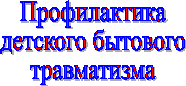 Профилактика
детского бытового
травматизма